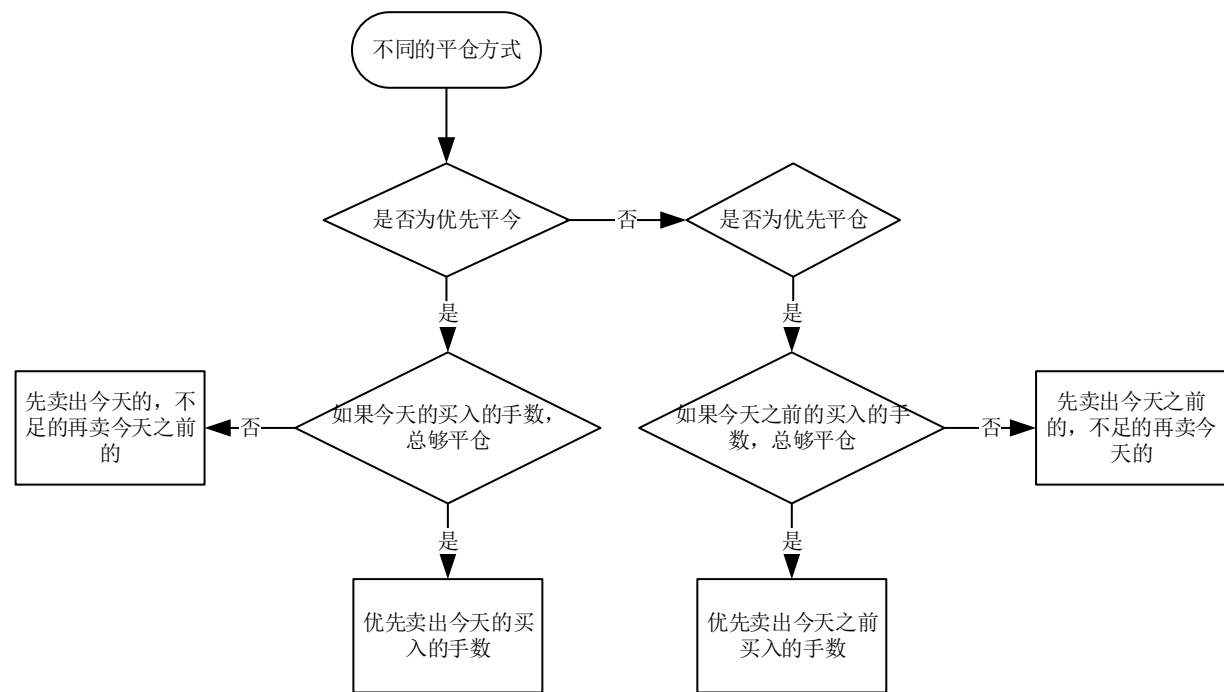 不同的平仓方式
是否为优先平今
否
是否为优先平仓
是
是
先卖出今天的，不
足的再卖今天之前
的
否
如果今天的买入的手数，
总够平仓
如果今天之前的买入的手
数，总够平仓
否
先卖出今天之前
的，不足的再卖今
天的
是
是
优先卖出今天的买
入的手数
优先卖出今天之前
买入的手数